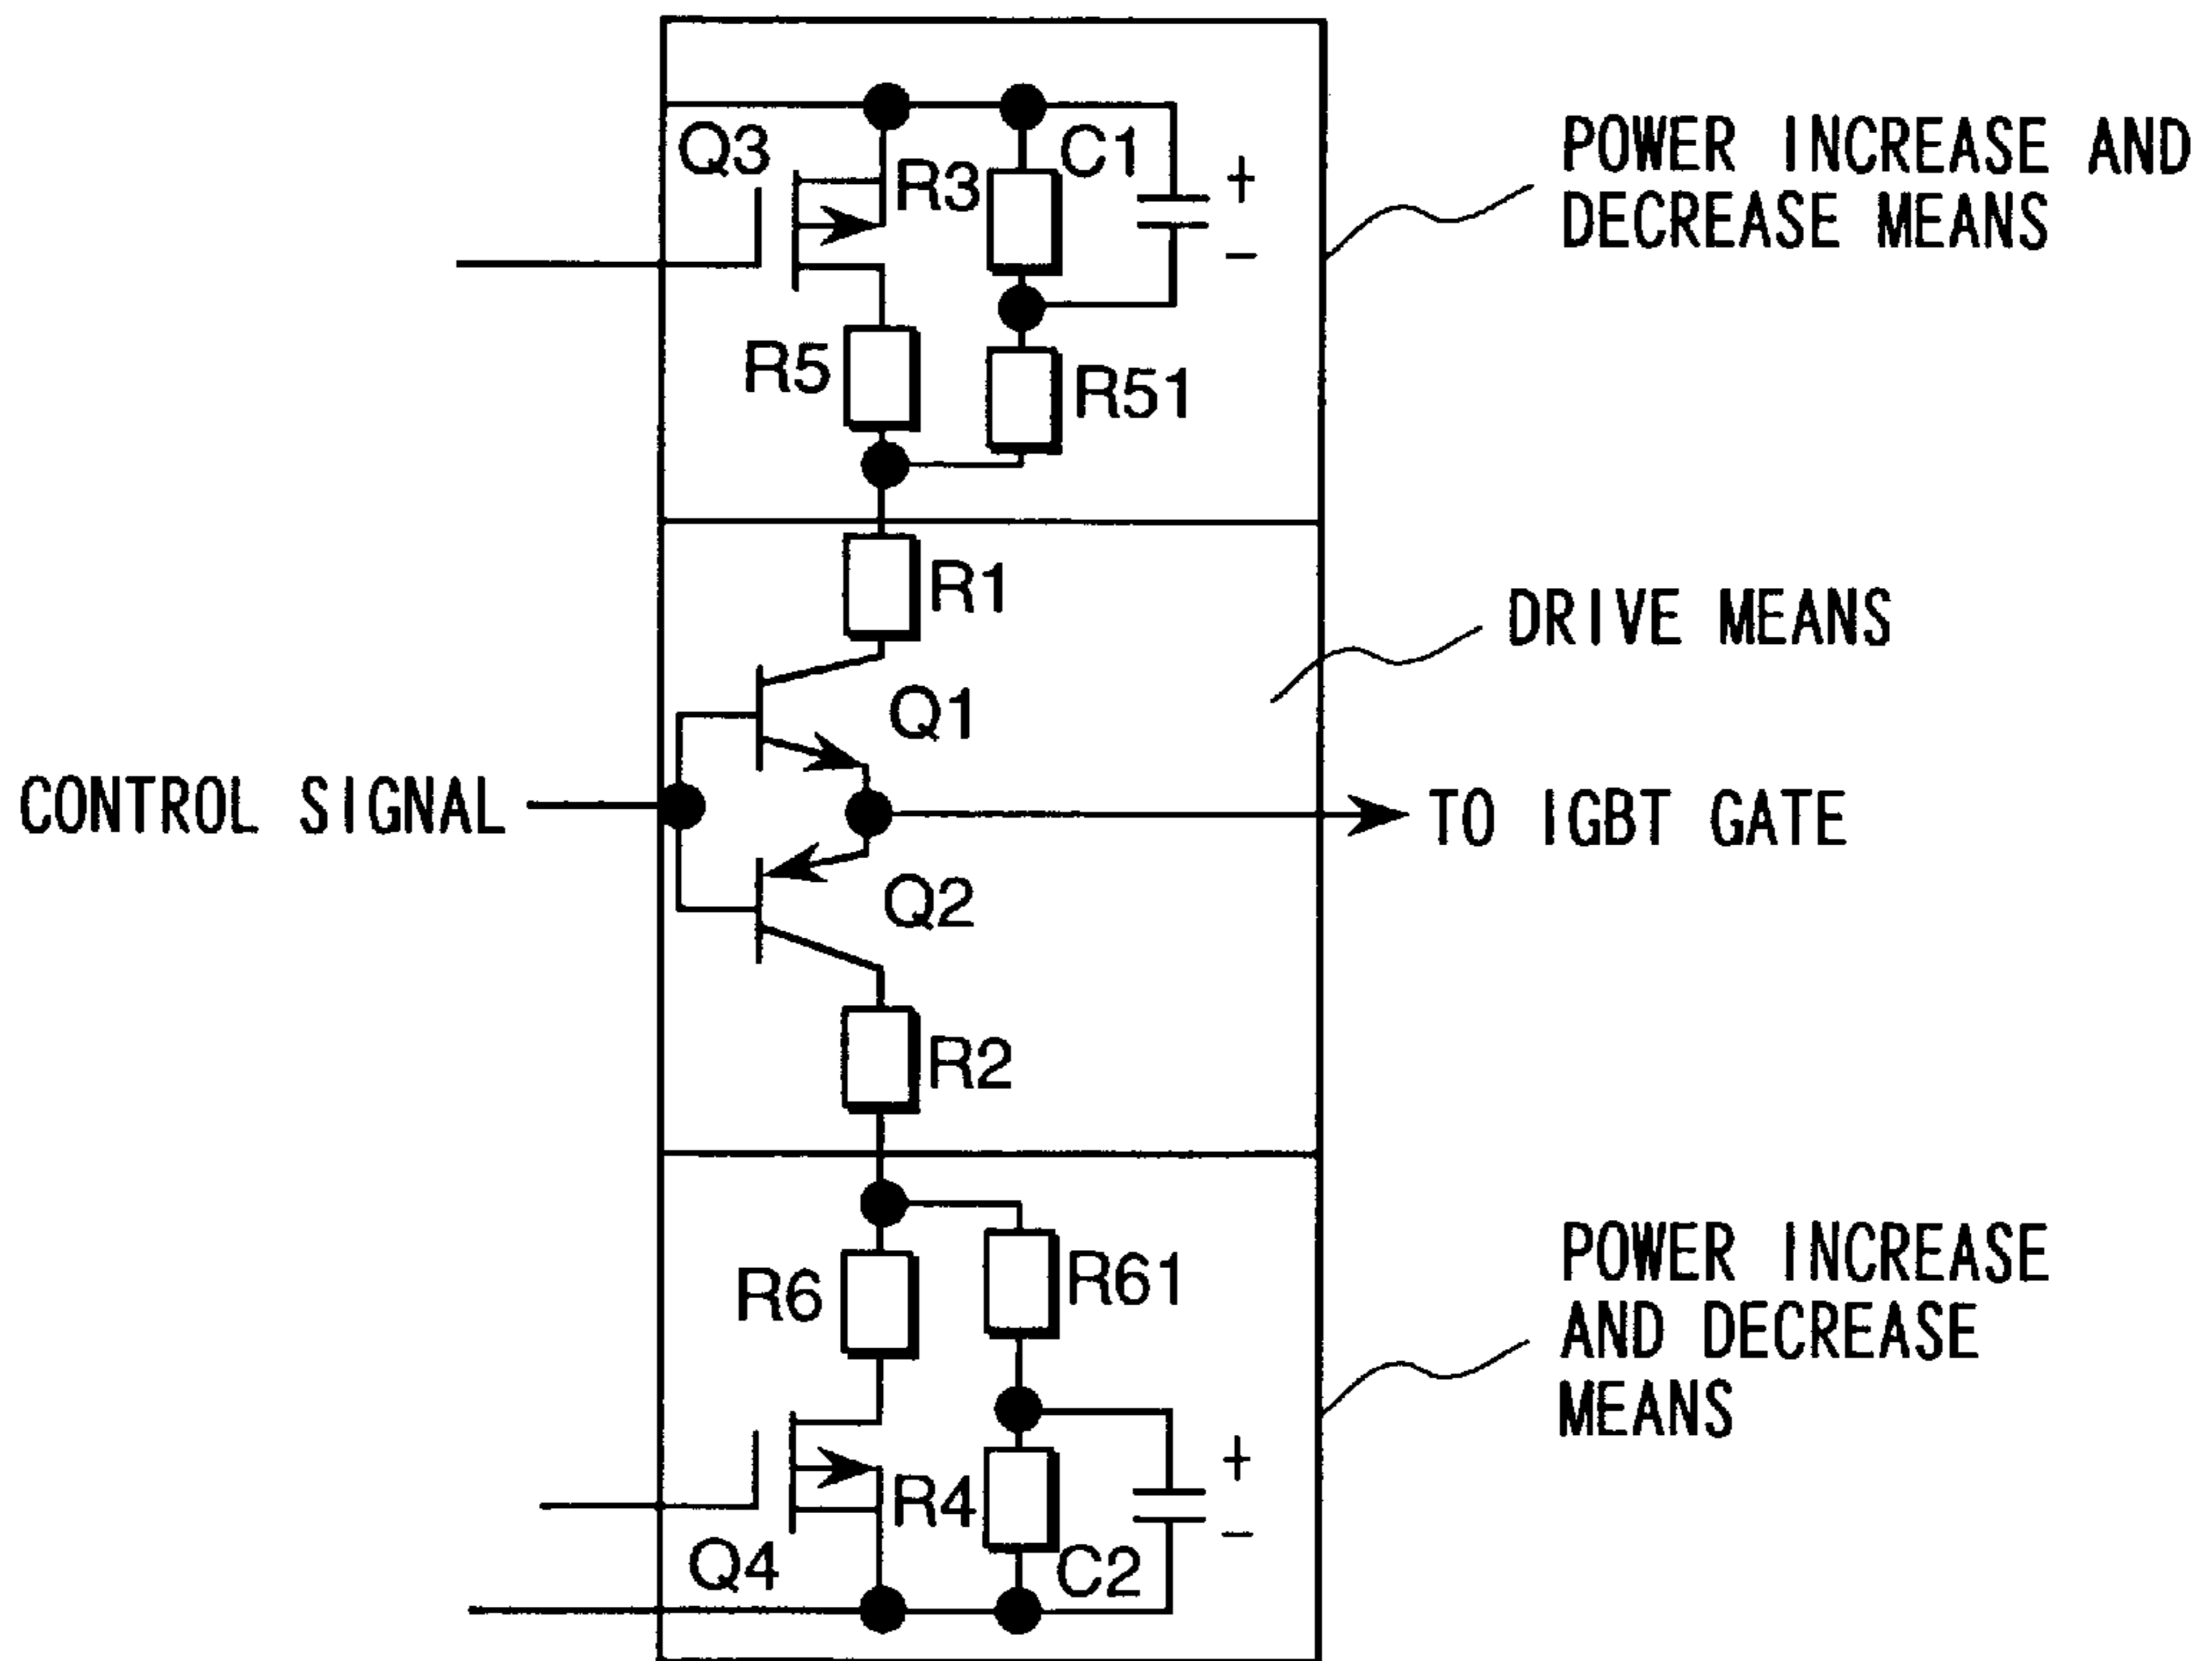 Q3
R3
C1
+
−
R5
R51
POWER INCREASE AND
DECREASE MEANS
R1
Q1
DRIVE MEANS
CONTROL SIGNAL
TO IGBT GATE
Q2
R2
R6
R61
POWER INCREASE
AND DECREASE
MEANS
R4
+
−
Q4
C2